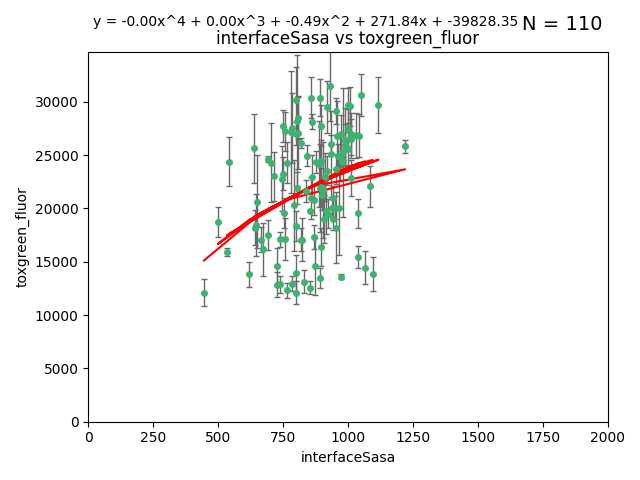 y = -0.00x^4 + 0.00x^3 + -0.49x^2 + 271.84x + -39828.35 N = 110
interfaceSasa vs toxgreen_fluor
toxgreen_fluor
30000
25000
20000
15000
10000
5000
0
0 250 500 750 1000 1250 1500 1750 2000
interfaceSasa